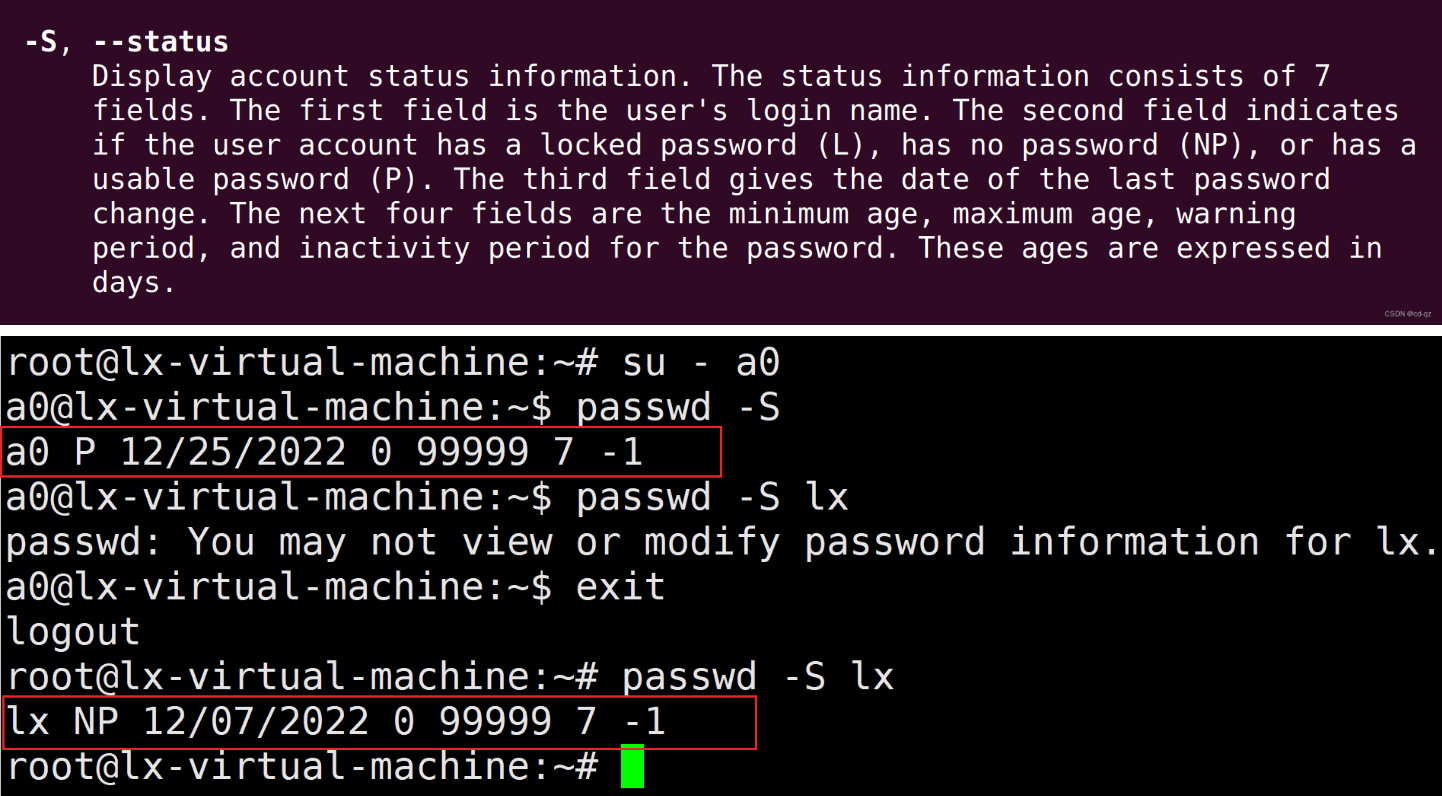 -S, --status
Display account status information. The status information consists of 7
fields. The first field is the user's login name. The second field indicates
if the user account has a locked password (L), has no password (NP), or has a
usable password (P). The third field gives the date of the last password
change. The next four fields are the minimum age, maximum age, warning
period, and inactivity period for the password. These ages are expressed in
days.
CSDN @cd-qz
root@lx-virtual-machine:~# su - a0
a0@lx-virtual-machine:~$ passwd -S
a0 P 12/25/2022 0 99999 7 -1
a0@lx-virtual-machine:~$ passwd -S lx
passwd: You may not view or modify password information for lx.
a0@lx-virtual-machine:~$ exit
logout
root@lx-virtual-machine:~# passwd -S lx
lx NP 12/07/2022 0 99999 7 -1
root@lx-virtual-machine:~#